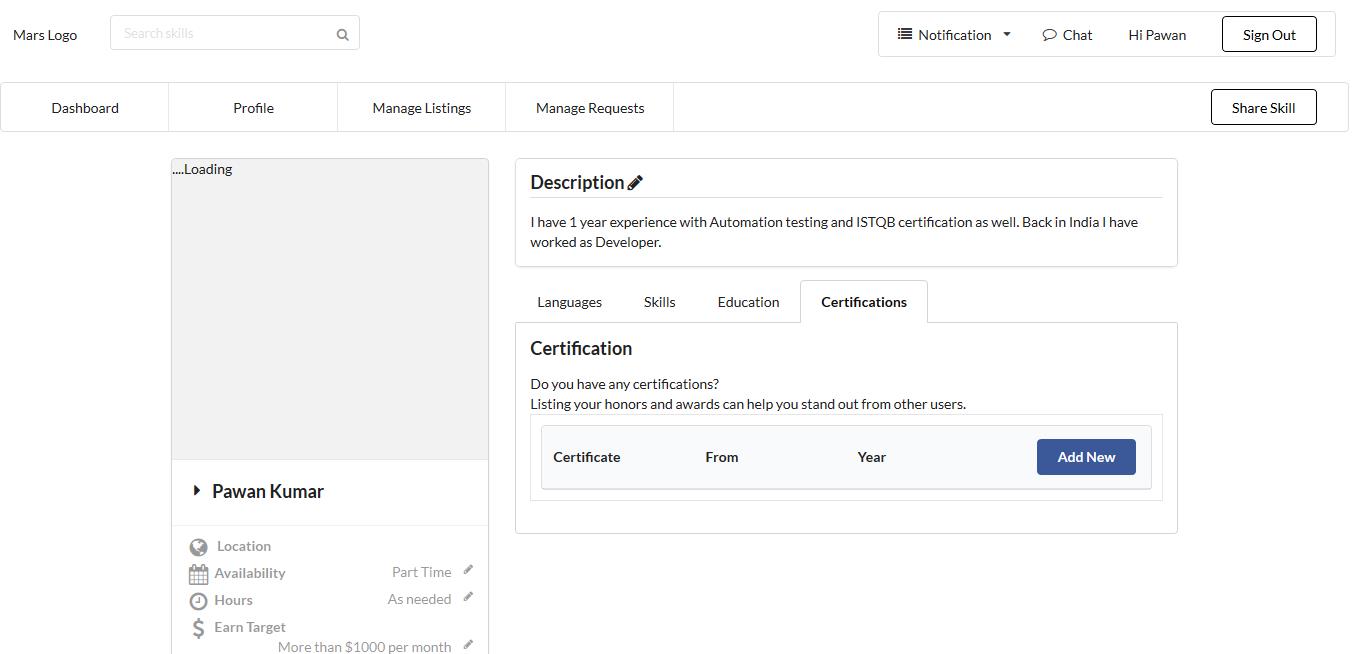 Mars Logo
Search skills
Notification
Chat
Hi Pawan
Sign Out
Dashboard
Profile
Manage Listings
Manage Requests
Share Skill
....Loading
Pawan Kumar
Location
Availability
Part Time
Hours
As needed
Earn Target
More than $1000 per month
Description
I have 1 year experience with Automation testing and ISTQB certification as well. Back in India I have
worked as Developer.
Languages
Skills
Education
Certifications
Certification
Do you have any certifications?
Listing your honors and awards can help you stand out from other users.
Certificate
From
Year
Add New